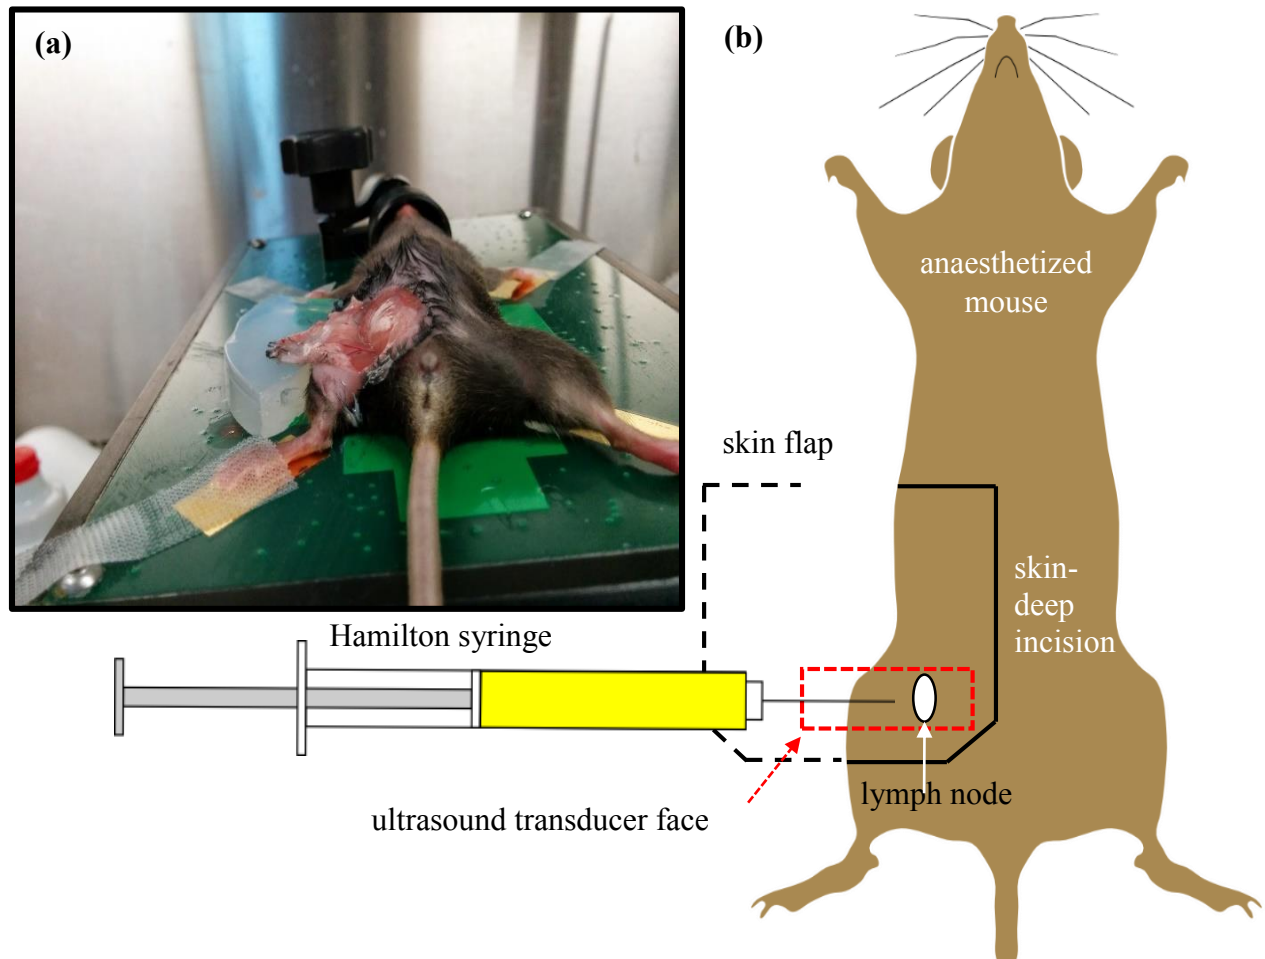 (a)
(b)
anaesthetized
mouse
skin flap
skin-
deep
incision
Hamilton syringe
lymph node
ultrasound transducer face